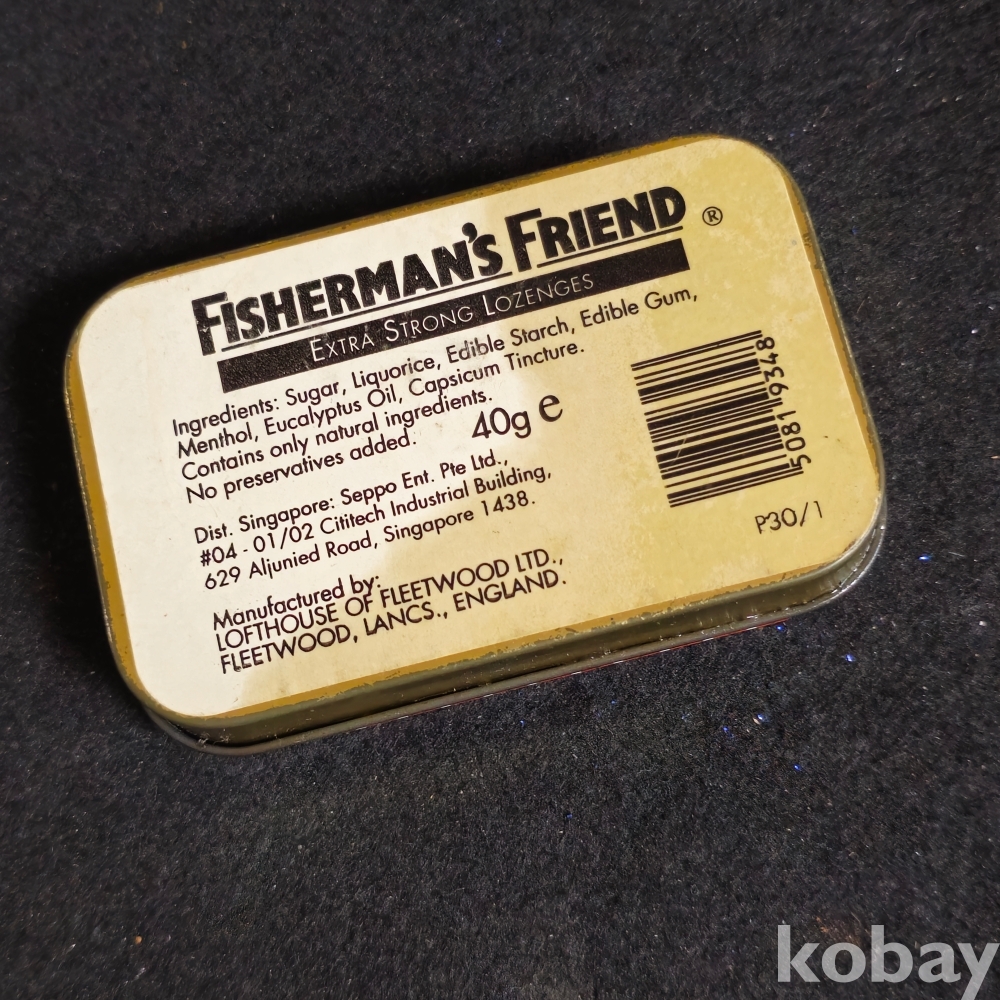 FISHERMAN'S FRIEND ®
EXTRA STRONG LOZENGES
Ingredients: Sugar, Liquorice, Edible Starch, Edible Gum,
Menthol, Eucalyptus Oil, Capsicum Tincture.
Contains only natural ingredients.
No preservatives added.
40g e
Dist. Singapore: Seppo Ent. Pte Ltd.,
#04 - 01/02 Cititech Industrial Building,
629 Aljunied Road, Singapore 1438.
Manufactured by:
LOFTHOUSE OF FLEETWOOD LTD.,
FLEETWOOD, LANCS., ENGLAND.
5081 9348
P30/1
kobay